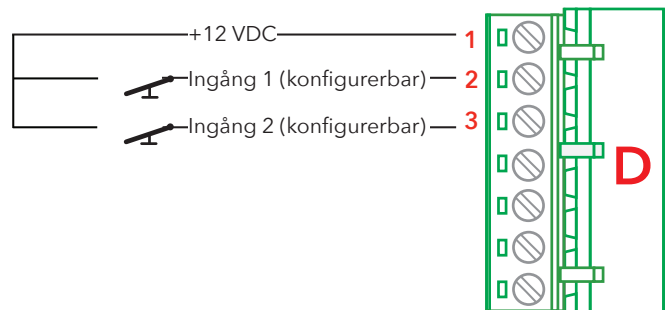 +12 VDC 1
Ingång 1 (konfigurerbar) 2
Ingång 2 (konfigurerbar) 3
D